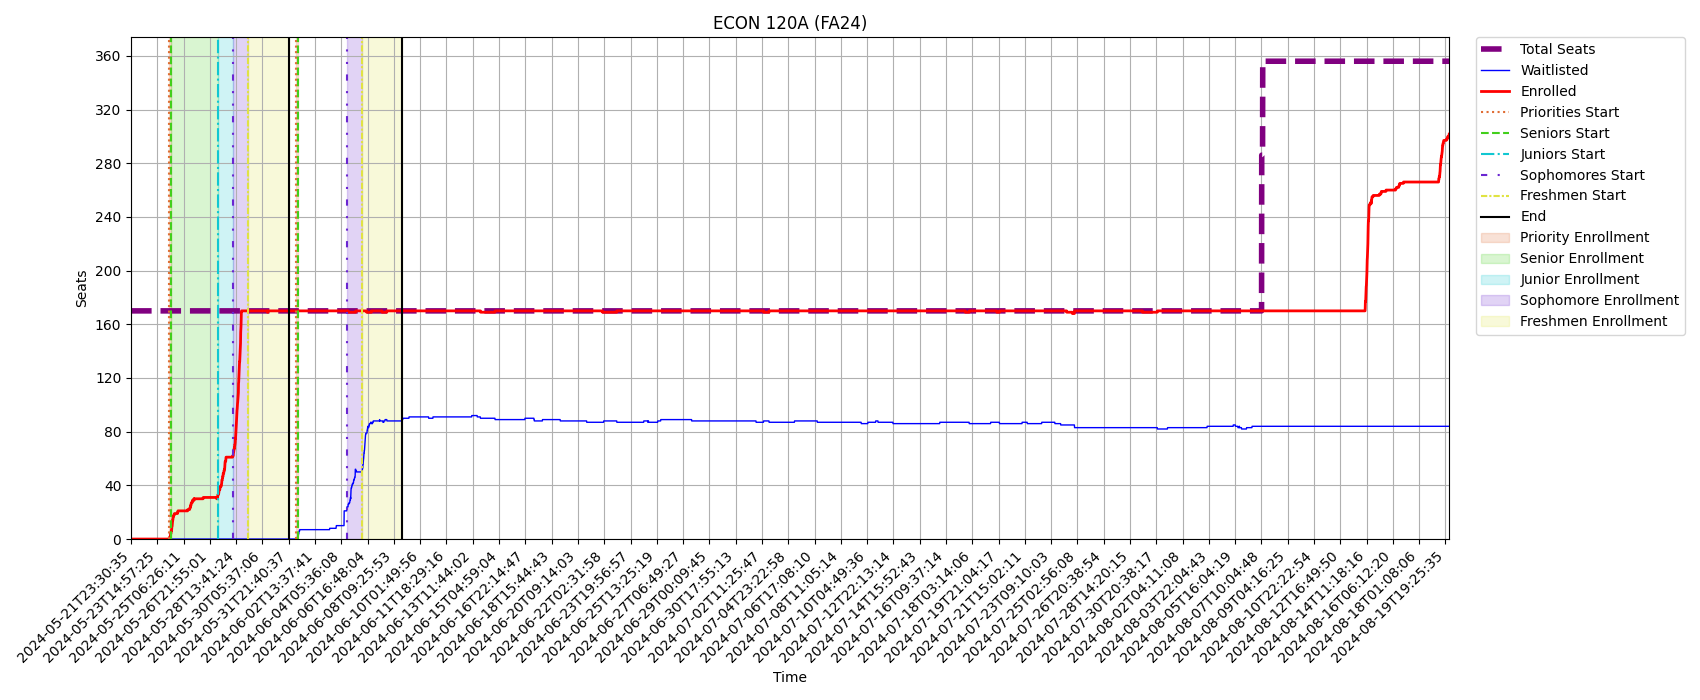 ECON 120A (FA24)
Seats
360
320
280
240
200
160
120
80
40
0
2024-05-21T23:30:35
2024-05-23T14:57:25
2024-05-25T06:26:11
2024-05-26T21:55:01
2024-05-28T13:41:24
2024-05-30T05:37:06
2024-05-31T21:40:37
2024-06-02T13:37:41
2024-06-04T05:36:08
2024-06-06T16:48:04
2024-06-08T09:25:53
2024-06-10T01:49:56
2024-06-11T18:29:16
2024-06-13T11:44:02
2024-06-15T04:59:04
2024-06-16T22:14:47
2024-06-18T15:44:43
2024-06-20T09:14:03
2024-06-22T02:31:58
2024-06-23T19:56:57
2024-06-25T13:25:19
2024-06-27T06:49:27
2024-06-29T00:09:45
2024-06-30T17:55:13
2024-07-02T11:25:47
2024-07-04T23:22:58
2024-07-06T17:08:10
2024-07-08T11:05:14
2024-07-10T04:49:36
2024-07-12T22:13:14
2024-07-14T15:52:43
2024-07-16T09:37:14
2024-07-18T03:14:06
2024-07-19T21:04:17
2024-07-21T15:02:11
2024-07-23T09:10:03
2024-07-25T02:56:08
2024-07-26T20:38:54
2024-07-28T14:20:15
2024-07-30T20:38:17
2024-08-02T04:11:08
2024-08-03T22:04:43
2024-08-05T16:04:19
2024-08-07T10:04:48
2024-08-09T04:16:25
2024-08-10T22:22:54
2024-08-12T16:49:50
2024-08-14T11:18:16
2024-08-16T06:12:20
2024-08-18T01:08:06
2024-08-19T19:25:35
Time
Total Seats
Waitlisted
Enrolled
Priorities Start
Seniors Start
Juniors Start
Sophomores Start
Freshmen Start
End
Priority Enrollment
Senior Enrollment
Junior Enrollment
Sophomore Enrollment
Freshmen Enrollment